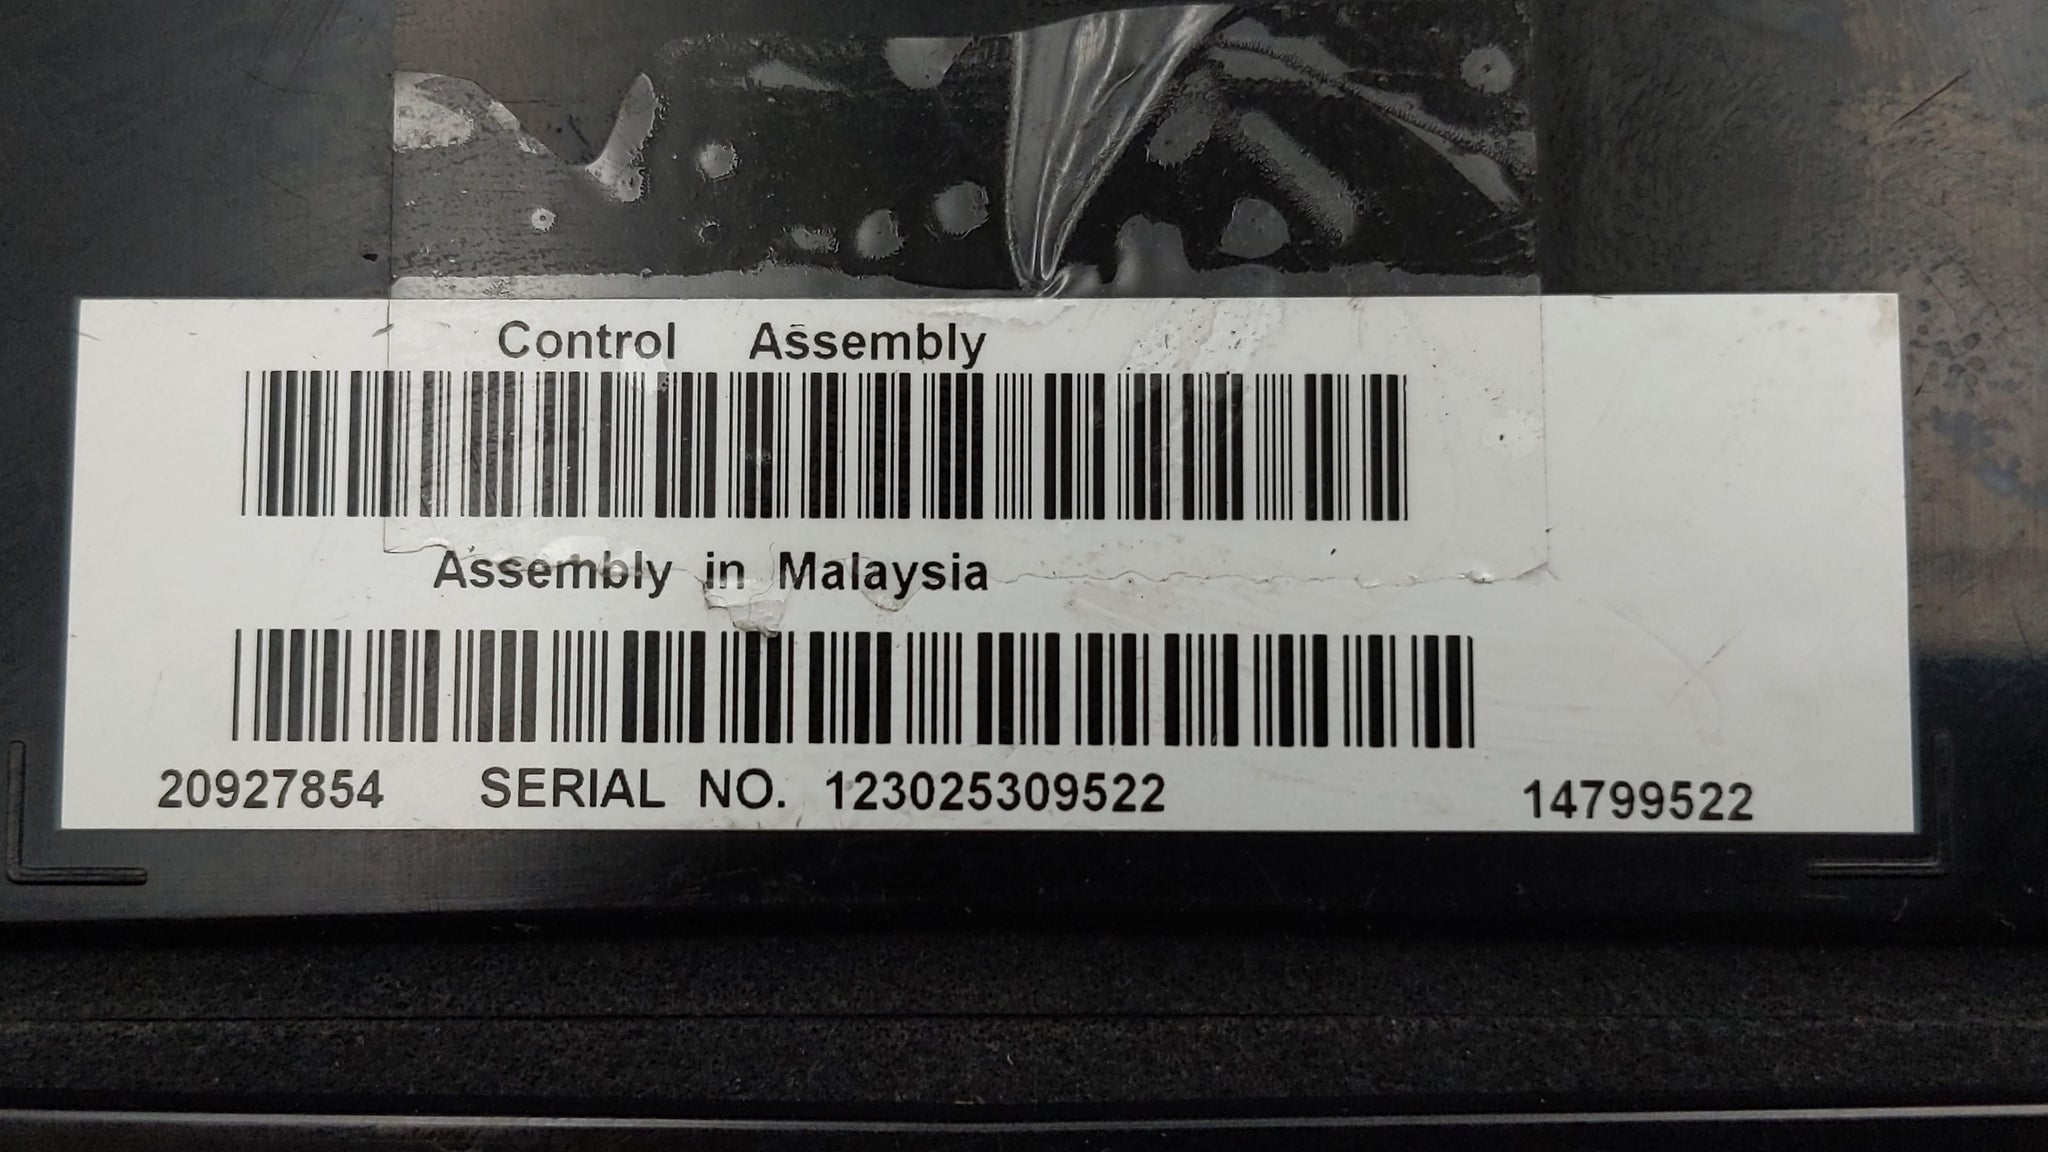 Control Assembly
Assembly in Malaysia
20927854 SERIAL NO. 123025309522 14799522